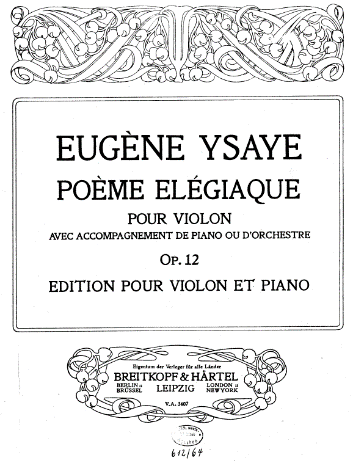 EUGÈNE YSAYE
POÈME ELÉGIAQUE
POUR VIOLON
AVEC ACCOMPAGNEMENT DE PIANO OU D'ORCHESTRE
Op. 12
EDITION POUR VIOLON ET PIANO
Eigentum der Verleger für alle Länder
BREITKOPF & HÄRTEL
BERLIN u. BRÜSSEL LEIPZIG LONDON u. NEW YORK
V.A. 3407
612/64